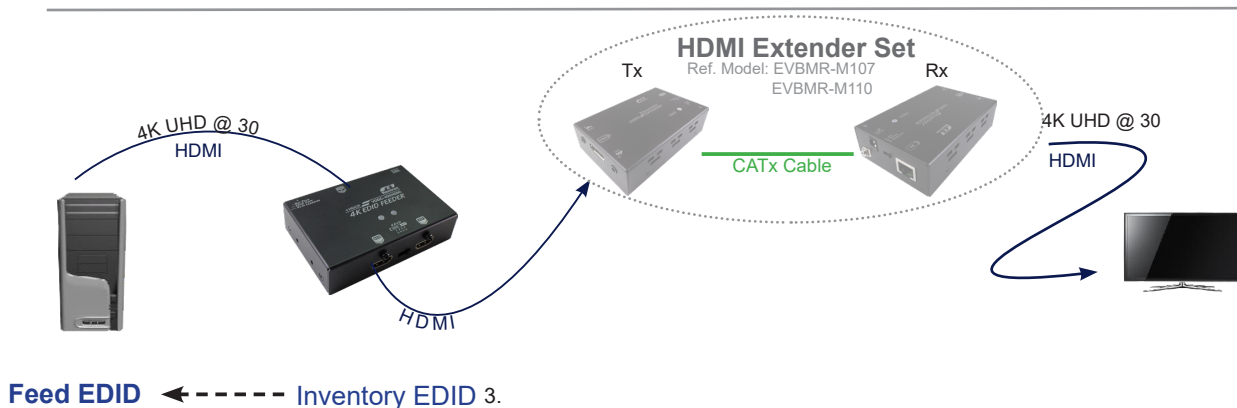 HDMI Extender Set
Tx
Ref. Model: EVBMR-M107
Rx
EVBMR-M110
4K UHD @ 30
HDMI
4K UHD @ 30
HDMI
CATx Cable
4K EDID FEEDER
HDMI
Feed EDID
Inventory EDID 3.